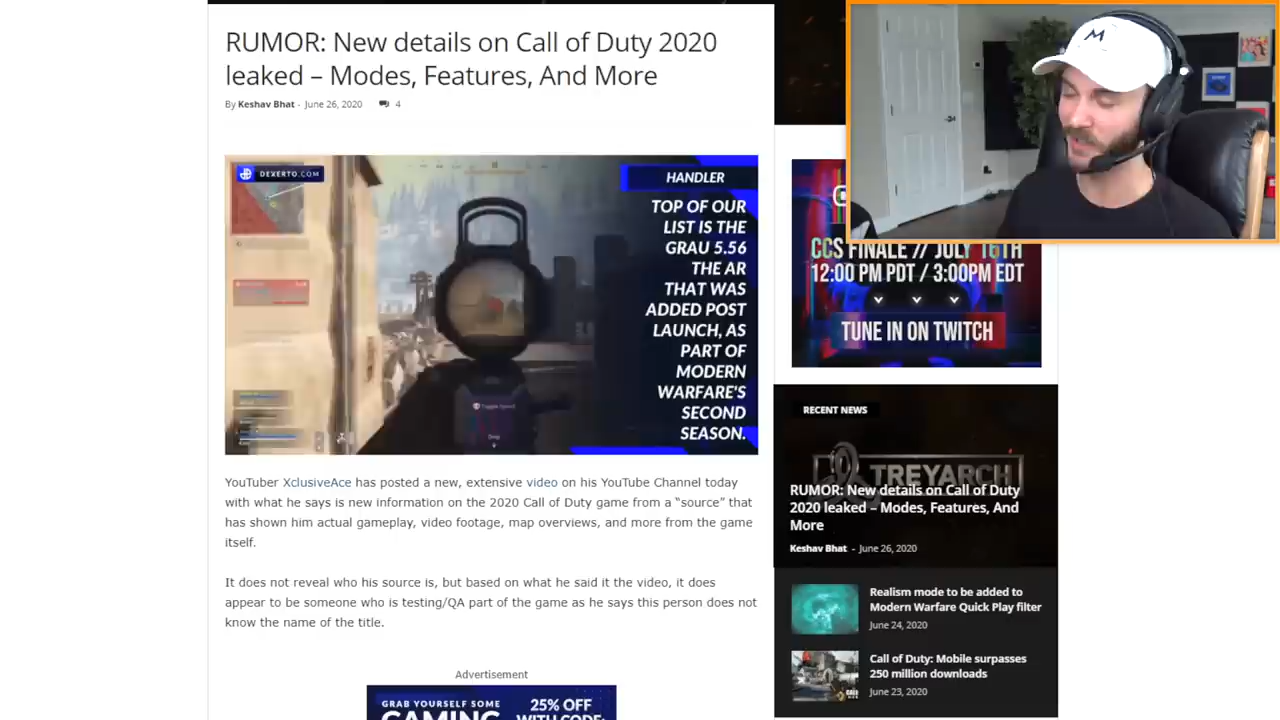 RUMOR: New details on Call of Duty 2020
leaked – Modes, Features, And More
By Keshav Bhat - June 26, 2020 4
DEXERTO.COM
HANDLER
TOP OF OUR
LIST IS THE
GRAU 5.56
THE AR
THAT WAS
ADDED POST
LAUNCH, AS
PART OF
MODERN
WARFARE'S
SECOND
SEASON.
YouTuber XclusiveAce has posted a new, extensive video on his YouTube Channel today
with what he says is new information on the 2020 Call of Duty game from a “source” that
has shown him actual gameplay, video footage, map overviews, and more from the game
itself.
It does not reveal who his source is, but based on what he said it the video, it does
appear to be someone who is testing/QA part of the game as he says this person does not
know the name of the title.
Advertisement
GRAB YOURSELF SOME
GAMING
25% OFF
WITH CODE:
CCS FINALE // JULY 16TH
12:00 PM PDT / 3:00PM EDT
TUNE IN ON TWITCH
RECENT NEWS
TREYARCH
RUMOR: New details on Call of Duty
2020 leaked – Modes, Features, And
More
Keshav Bhat - June 26, 2020
Realism mode to be added to
Modern Warfare Quick Play filter
June 24, 2020
Call of Duty: Mobile surpasses
250 million downloads
June 23, 2020